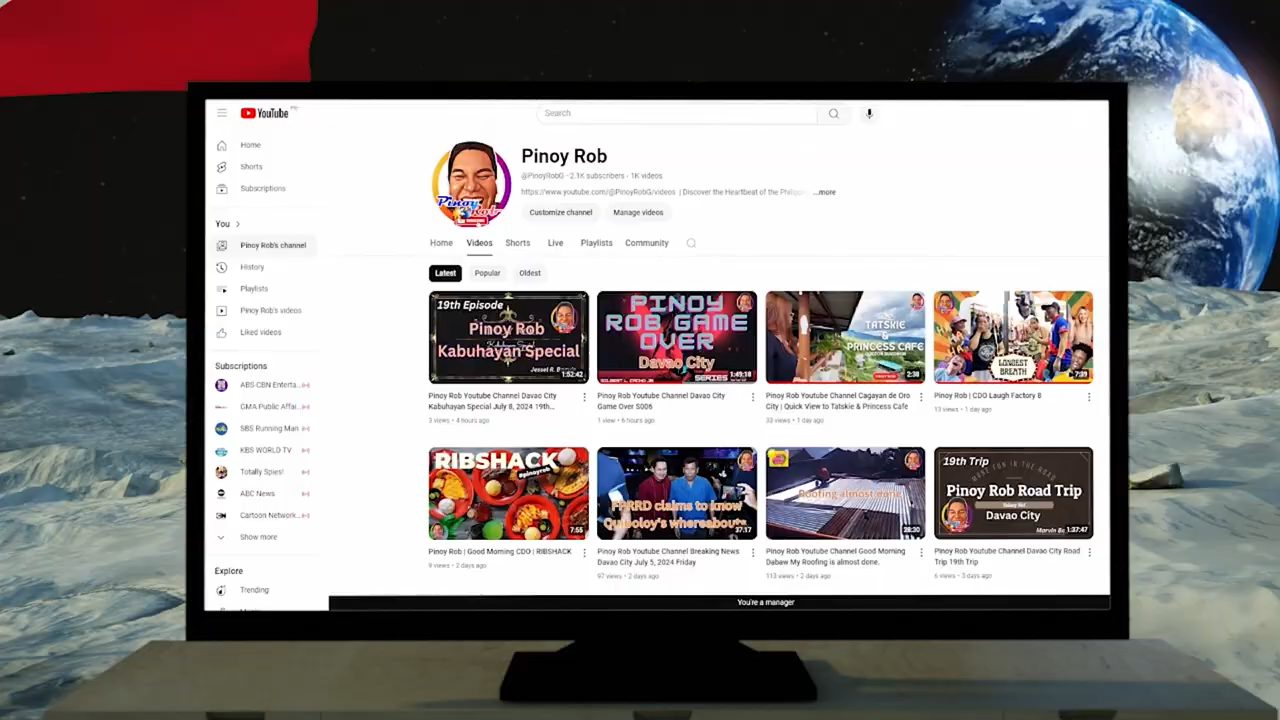 YouTube PH
Search
Home
Shorts
Subscriptions
You
Pinoy Rob's channel
History
Playlists
Pinoy Rob's videos
Liked videos
Subscriptions
ABS-CBN Enterta...
GMA Public Affai...
SBS Running Man
KBS WORLD TV
Totally Spies!
ABC News
Cartoon Network...
Show more
Explore
Trending
Pinoy Rob
Pinoy Rob
@PinoyRobG · 2.1K subscribers · 1K videos
https://www.youtube.com/@PinoyRobG/videos | Discover the Heartbeat of the ...more
Customize channel
Manage videos
Home Videos Shorts Live Playlists Community
Latest Popular Oldest
19th Episode
Pinoy Rob
Kabuhayan Special
Jessel R.
1:52:42
Pinoy Rob Youtube Channel Davao City
Kabuhayan Special July 8, 2024 19th...
3 views · 4 hours ago
PINOY
ROB GAME
OVER
Davao City
SERIES
1:49:18
Pinoy Rob Youtube Channel Davao City
Game Over S006
1 view · 6 hours ago
TATSKIE
&
PRINCESS CAFE
2:38
Pinoy Rob Youtube Channel Cagayan de Oro
City | Quick View to Tatskie & Princess Cafe
33 views · 1 day ago
LONGEST
BREATH
7:39
Pinoy Rob | CDO Laugh Factory 8
13 views · 1 day ago
RIBSHACK
@pinoyrob
7:55
Pinoy Rob | Good Morning CDO | RIBSHACK
9 views · 2 days ago
FPRRD claims to know
Quiboloy's whereabouts
37:17
Pinoy Rob Youtube Channel Breaking News
Davao City July 5, 2024 Friday
97 views · 2 days ago
Roofing almost done
28:30
Pinoy Rob Youtube Channel Good Morning
Dabaw My Roofing is almost done.
113 views · 2 days ago
19th Trip
MORE FUN IN THE ROAD
Pinoy Rob Road Trip
Davao City
1:37:47
Pinoy Rob Youtube Channel Davao City Road
Trip 19th Trip
6 views · 3 days ago
You're a manager